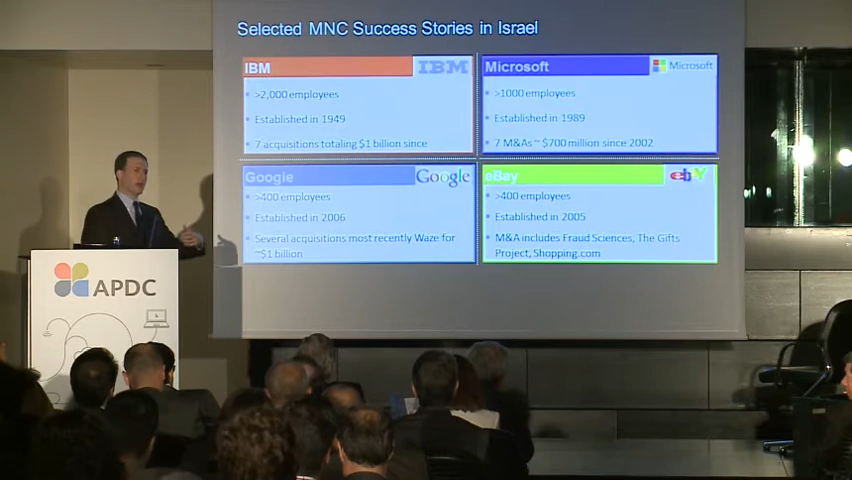 Selected MNC Success Stories in Israel
IBM
IBM
>2,000 employees
Established in 1949
7 acquisitions totaling $1 billion since
Microsoft
Microsoft
>1000 employees
Established in 1989
7 M&As ~ $700 million since 2002
Google
Google
>400 employees
Established in 2006
Several acquisitions most recently Waze for
~$1 billion
eBay
ebY
>400 employees
Established in 2005
M&A includes Fraud Sciences, The Gifts
Project, Shopping.com
APDC